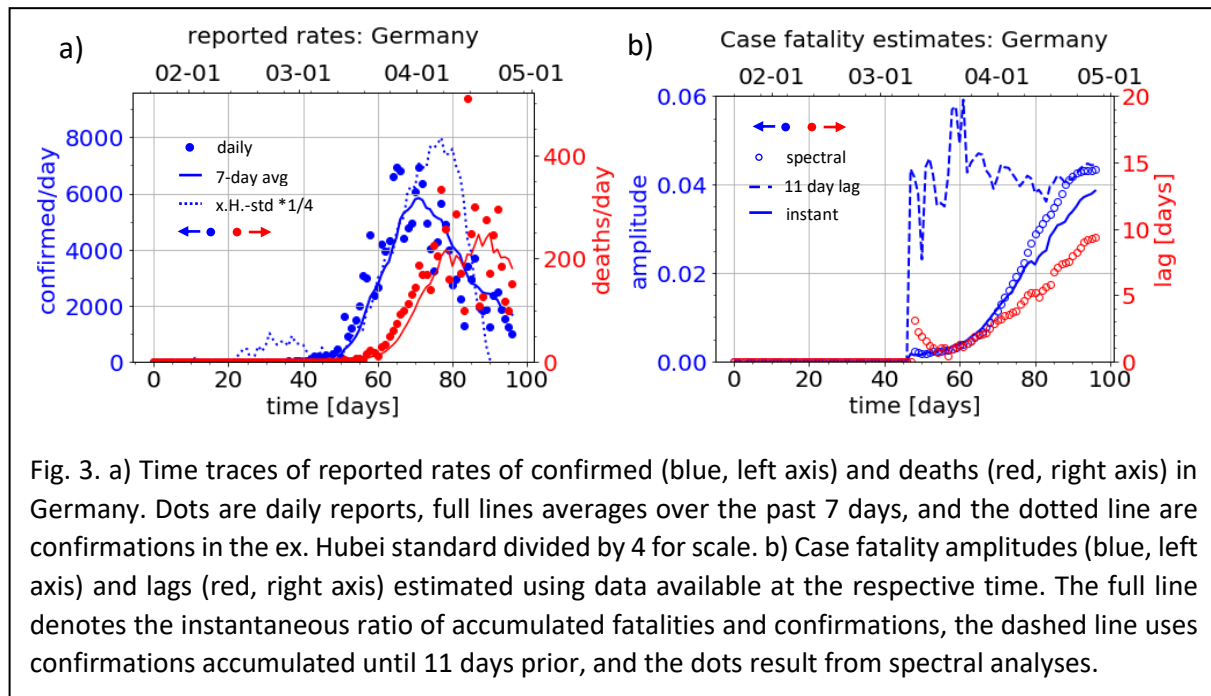 a)
reported rates: Germany
02-01 03-01 04-01 05-01
confirmed/day
8000
6000
4000
2000
0
daily
7-day avg
x.H.-std *1/4
400
200
0
deaths/day
0 20 40 60 80 100
time [days]
b)
Case fatality estimates: Germany
02-01 03-01 04-01 05-01
amplitude
0.06
0.04
0.02
0.00
spectral
11 day lag
instant
20
15
10
5
0
lag [days]
0 20 40 60 80 100
time [days]
Fig. 3. a) Time traces of reported rates of confirmed (blue, left axis) and deaths (red, right axis) in
Germany. Dots are daily reports, full lines averages over the past 7 days, and the dotted line are
confirmations in the ex. Hubei standard divided by 4 for scale. b) Case fatality amplitudes (blue, left
axis) and lags (red, right axis) estimated using data available at the respective time. The full line
denotes the instantaneous ratio of accumulated fatalities and confirmations, the dashed line uses
confirmations accumulated until 11 days prior, and the dots result from spectral analyses.